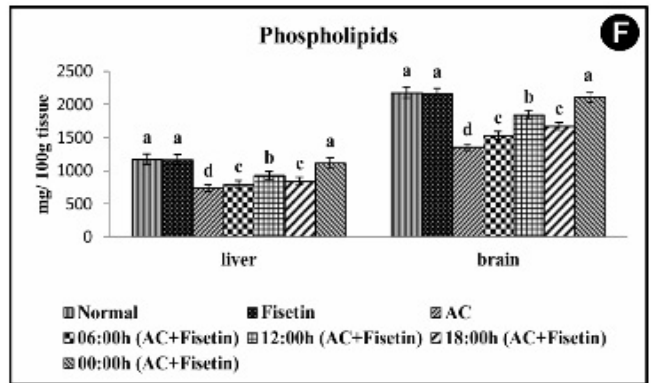 Phospholipids
F
mg/ 100g tissue
2500
2000
1500
1000
500
0
a a d c b c a
a a d c b c a
liver brain
Normal Fisetin AC
06:00h (AC+Fisetin) 12:00h (AC+Fisetin) 18:00h (AC+Fisetin)
00:00h (AC+Fisetin)